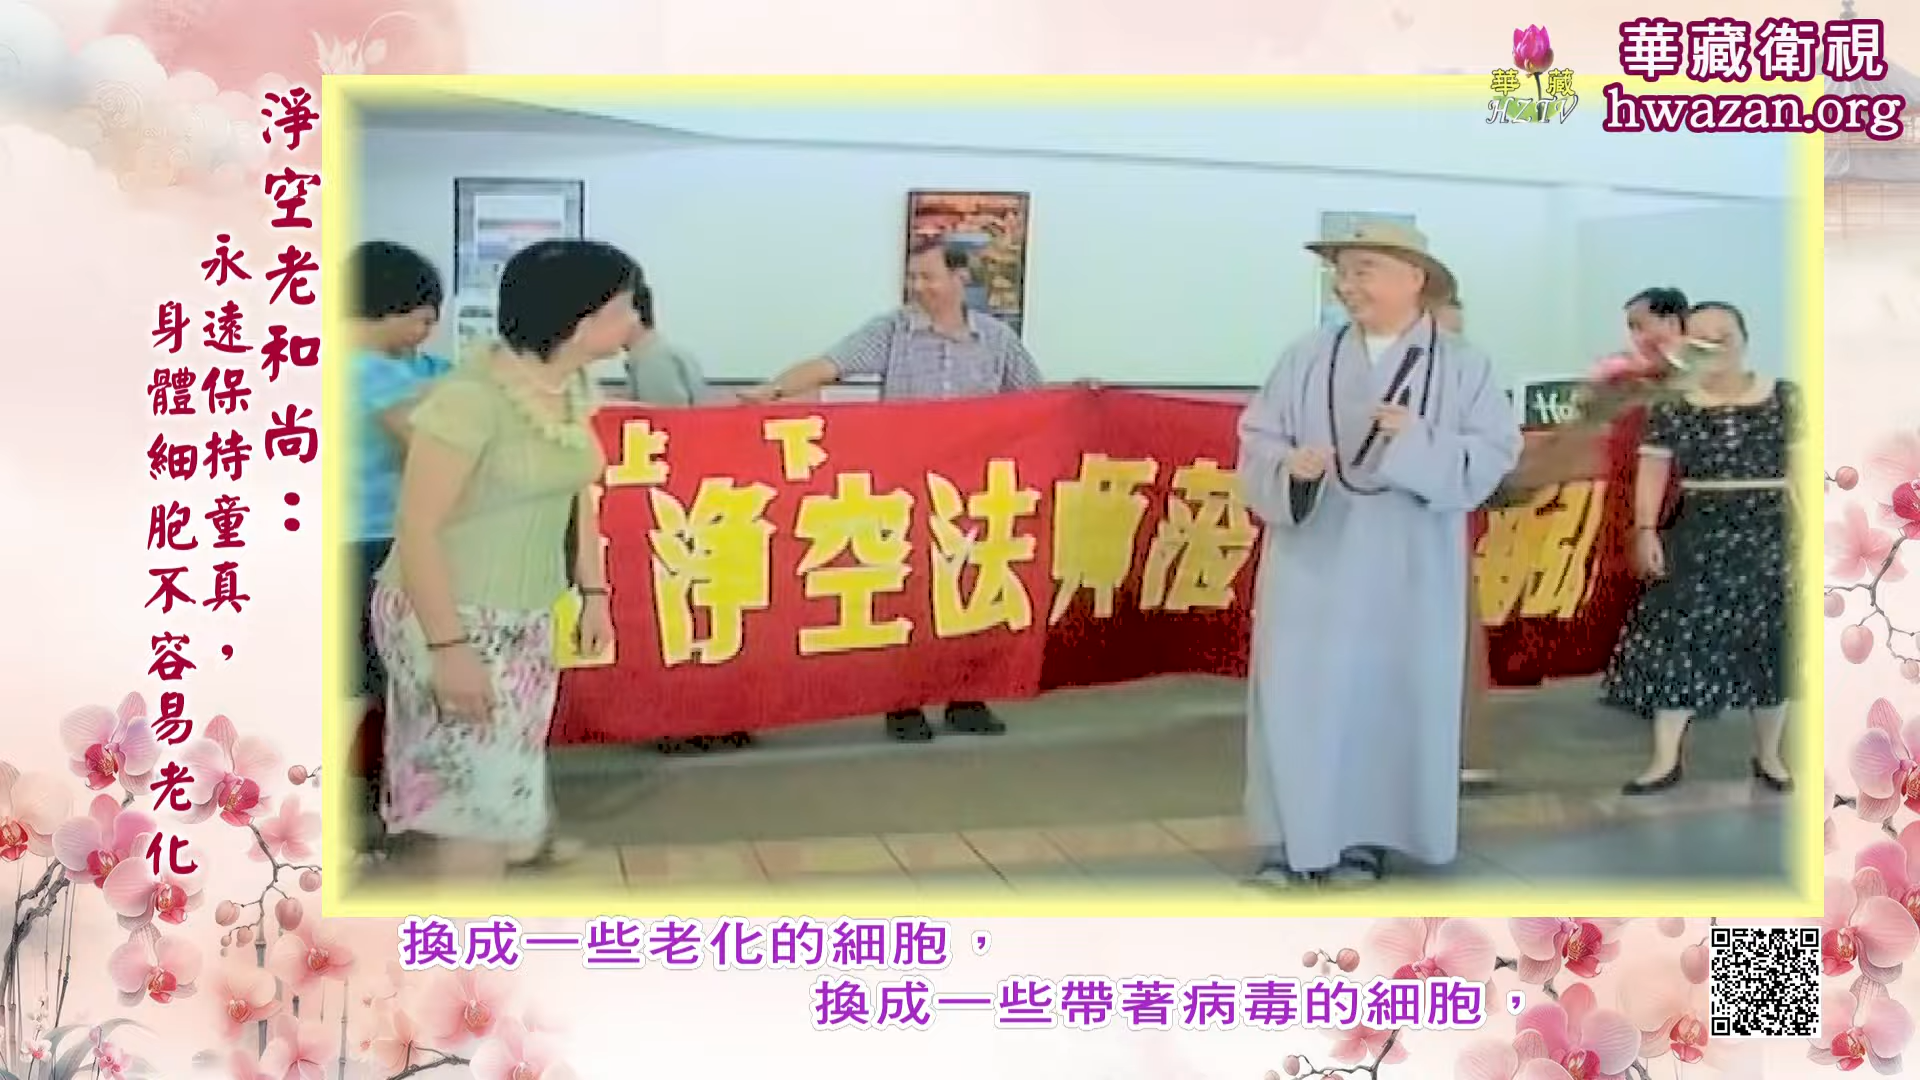 華藏衛視
hwazan.org
華藏
HZTV
淨空老和尚：
永遠保持童真，
身體細胞不容易老化
上 下
淨空法師蒞
Ho
換成一些老化的細胞，
換成一些帶著病毒的細胞，